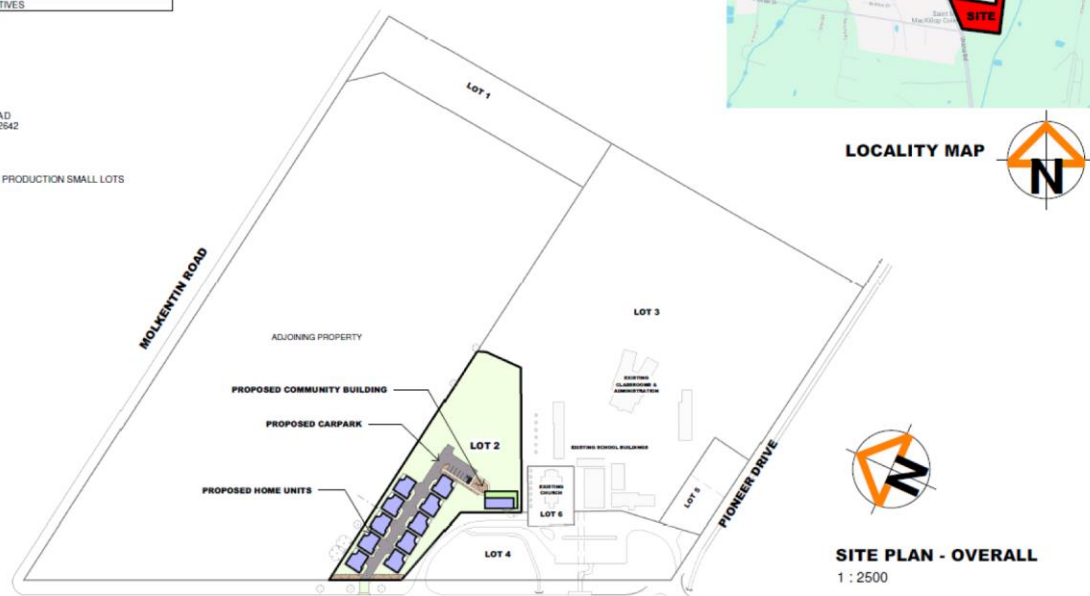 TIVES
AD
2642
PRODUCTION SMALL LOTS
SITE
LOCALITY MAP
N
LOT 1
MOLKENTIN ROAD
LOT 3
ADJOINING PROPERTY
EXISTING
CLASSROOMS &
ADMINISTRATION
PROPOSED COMMUNITY BUILDING
PROPOSED CARPARK
LOT 2
EXISTING SCHOOL BUILDINGS
PROPOSED HOME UNITS
EXISTING
CHURCH
LOT 6
LOT 5
PIONEER DRIVE
LOT 4
N
SITE PLAN - OVERALL
1 : 2500